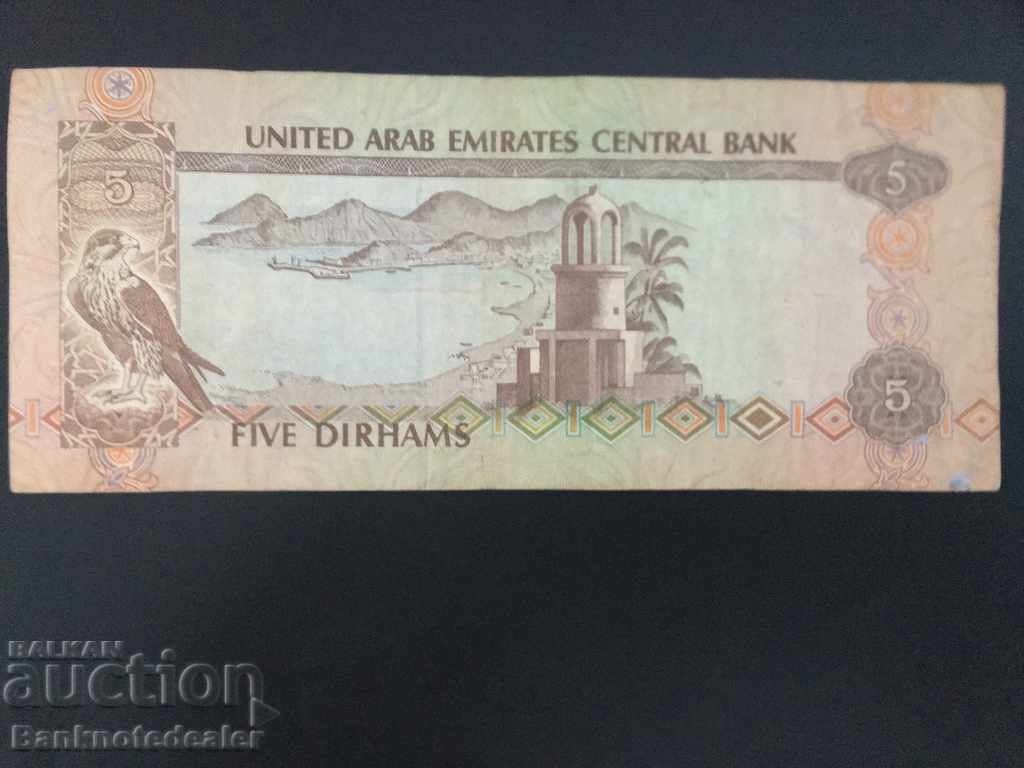 5
UNITED ARAB EMIRATES CENTRAL BANK
5
5
FIVE DIRHAMS
BALKAN
auction
Banknotedealer